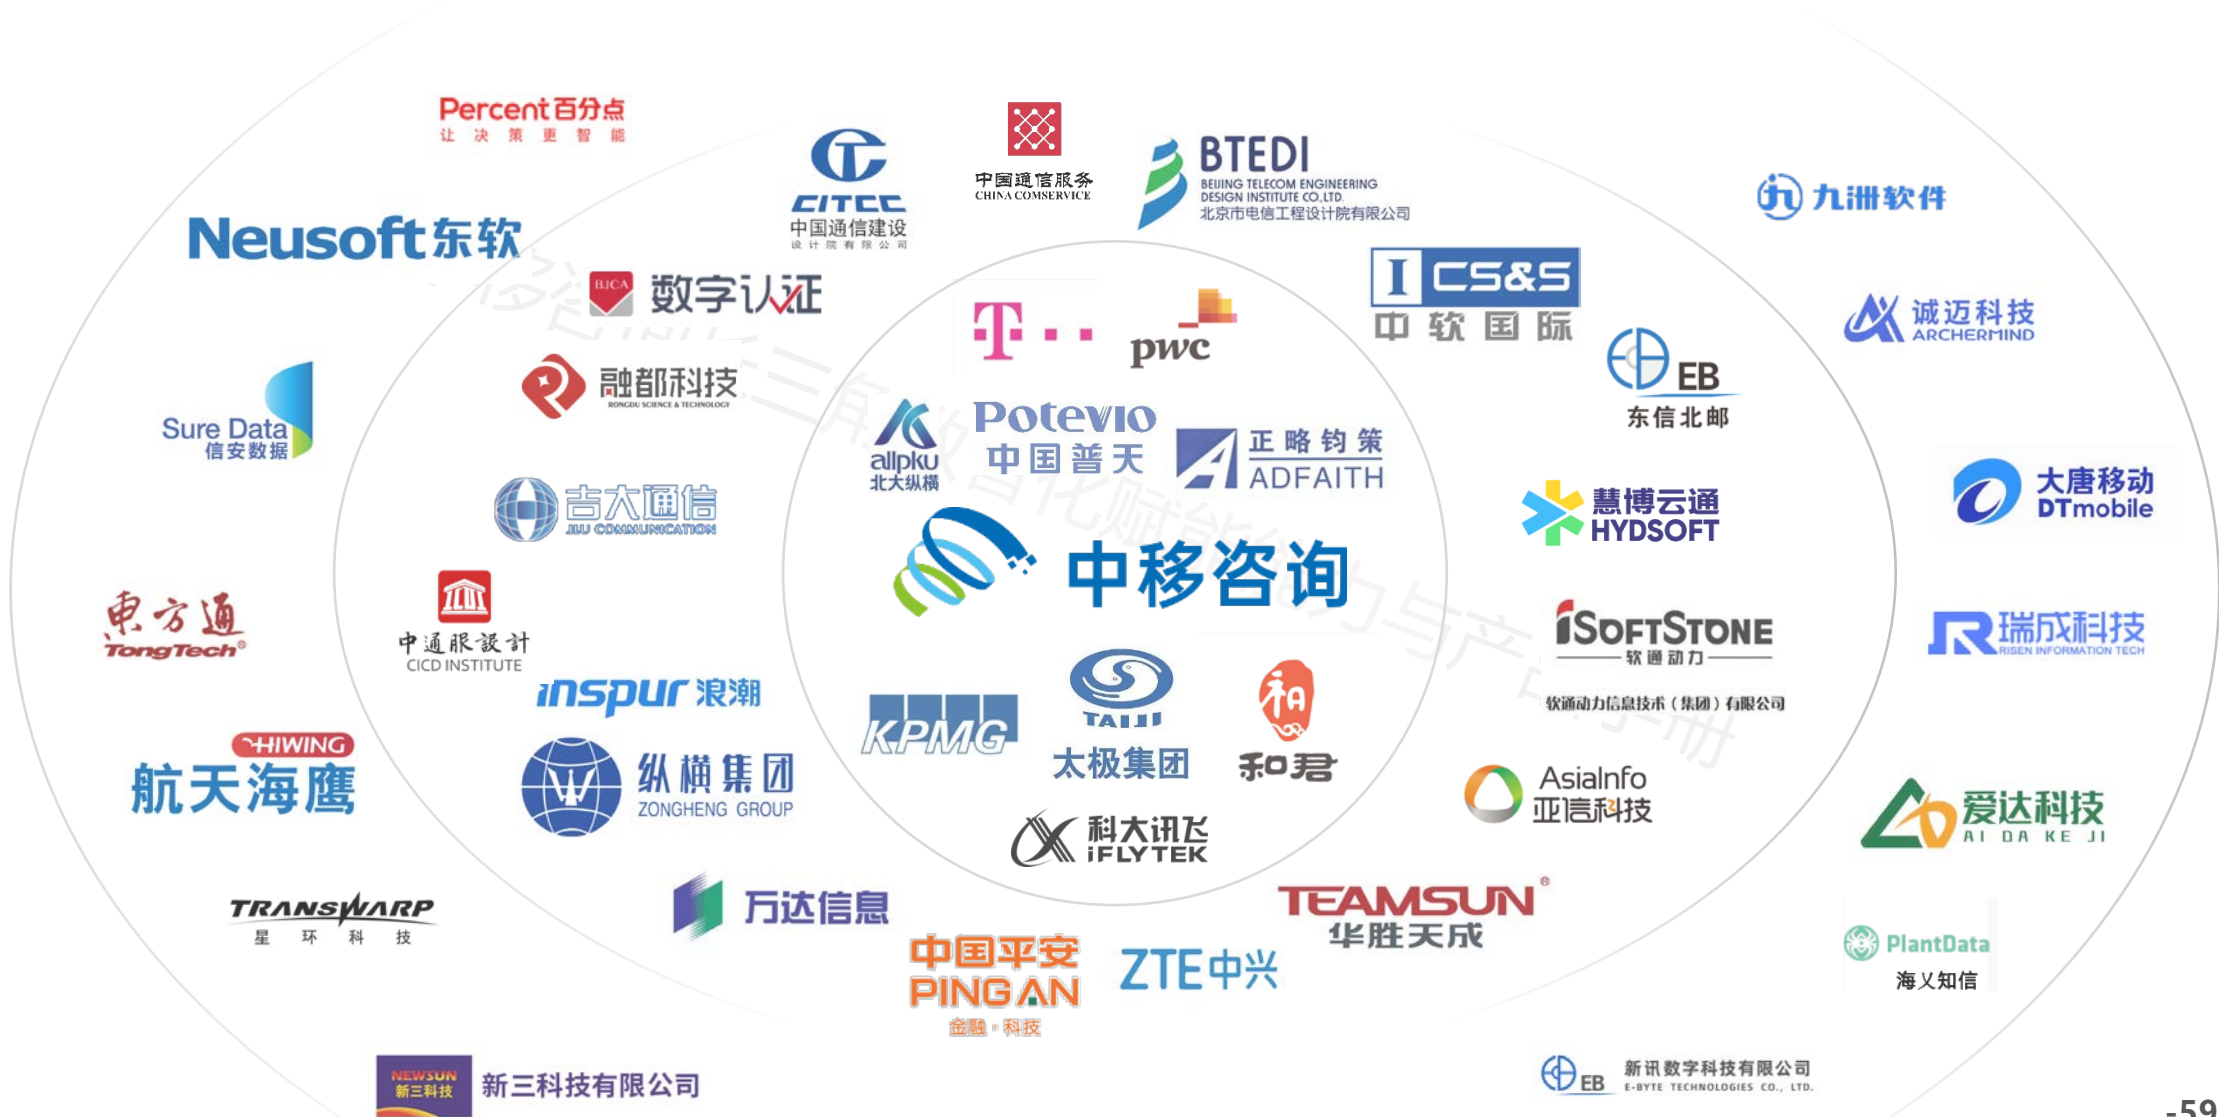 Percent百分点
让决策更智能
CITCC
中国通信建设
设计院有限公司
中国通信服务
CHINA COMSERVICE
BTEDI
BEIJING TELECOM ENGINEERING
DESIGN INSTITUTE CO.,LTD.
北京市电信工程设计院有限公司
九洲软件
Neusoft东软
BJCA 数字认证
T
pwc
I CS&S
中软国际
诚迈科技
ARCHERMIND
EB
东信北邮
融都科技
RONGDU SCIENCE & TECHNOLOGY
Sure Data
信安数据
allpku
北大纵横
Potevio
中国普天
正略钧策
ADFAITH
吉大通信
JLU COMMUNICATION
慧博云通
HYDSOFT
大唐移动
DTmobile
中移咨询
東方通
TongTech®
中通服設計
CICD INSTITUTE
iSOFTSTONE
软通动力
软通动力信息技术（集团）有限公司
瑞成科技
RISEN INFORMATION TECH
inspur 浪潮
KPMG
TAIJI
太极集团
和君
HIWING
航天海鹰
纵横集团
ZONGHENG GROUP
AsiaInfo
亚信科技
爱达科技
AI DA KE JI
科大讯飞
iFLYTEK
TRANSWARP
星环科技
万达信息
TEAMSUN®
华胜天成
中国平安
PING AN
金融·科技
ZTE中兴
PlantData
海乂知信
NEWSUN
新三科技
新三科技有限公司
EB
新讯数字科技有限公司
E-BYTE TECHNOLOGIES CO., LTD.
-59